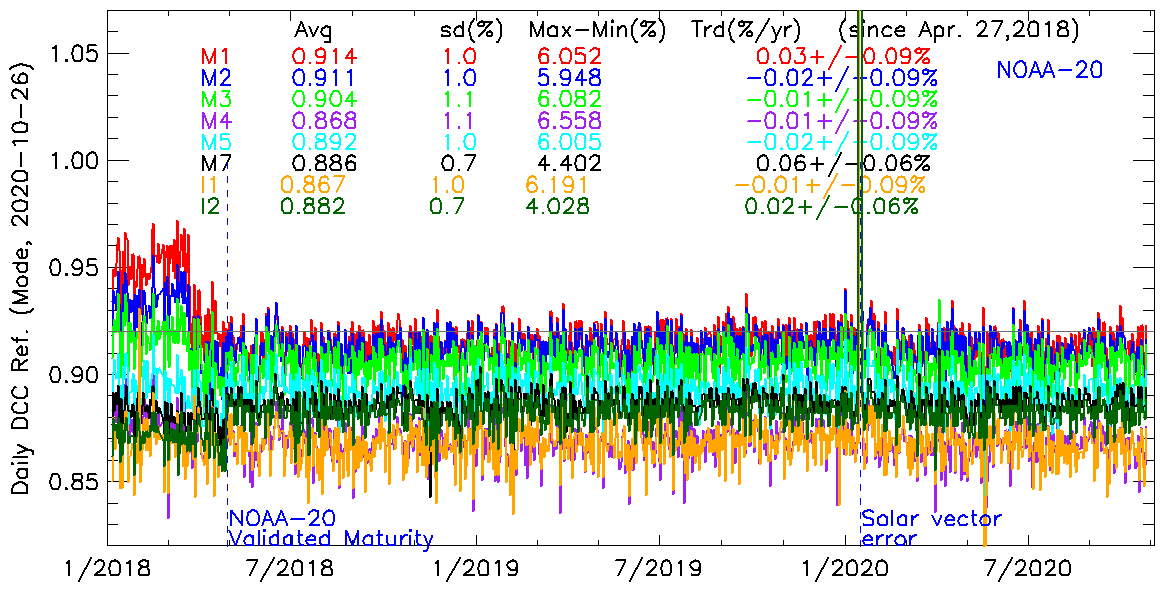 Avg sd(%) Max-Min(%) Trd(%/yr) (since Apr. 27,2018)
M1 0.914 1.0 6.052 0.03+/-0.09%
M2 0.911 1.0 5.948 -0.02+/-0.09%
NOAA-20
M3 0.904 1.1 6.082 -0.01+/-0.09%
M4 0.868 1.1 6.558 -0.01+/-0.09%
M5 0.892 1.0 6.005 -0.02+/-0.09%
M7 0.886 0.7 4.402 0.06+/-0.06%
I1 0.867 1.0 6.191 -0.01+/-0.09%
I2 0.882 0.7 4.028 0.02+/-0.06%
Daily DCC Ref. (Mode, 2020-10-26)
1.05
1.00
0.95
0.90
0.85
NOAA-20
Validated Maturity
Solar vector
error
1/2018 7/2018 1/2019 7/2019 1/2020 7/2020